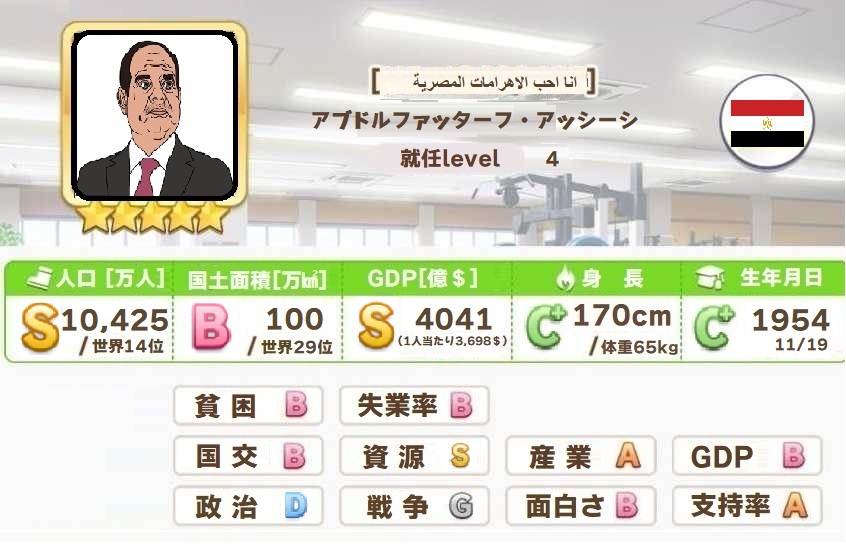 [انا احب الاهرامات المصرية]
アブドルファッターフ・アッシーシ
就任level 4
人口 [万人] 国土面積[万㎢] GDP[億$] 身 長 生年月日
S 10,425 B 100 S 4041 C+ 170cm C+ 1954
/世界14位 /世界29位 (1人当たり3,698$) /体重65kg 11/19
貧困 B 失業率 B
国交 B 資源 S 産業 A GDP B
政治 D 戦争 G 面白さ B 支持率 A